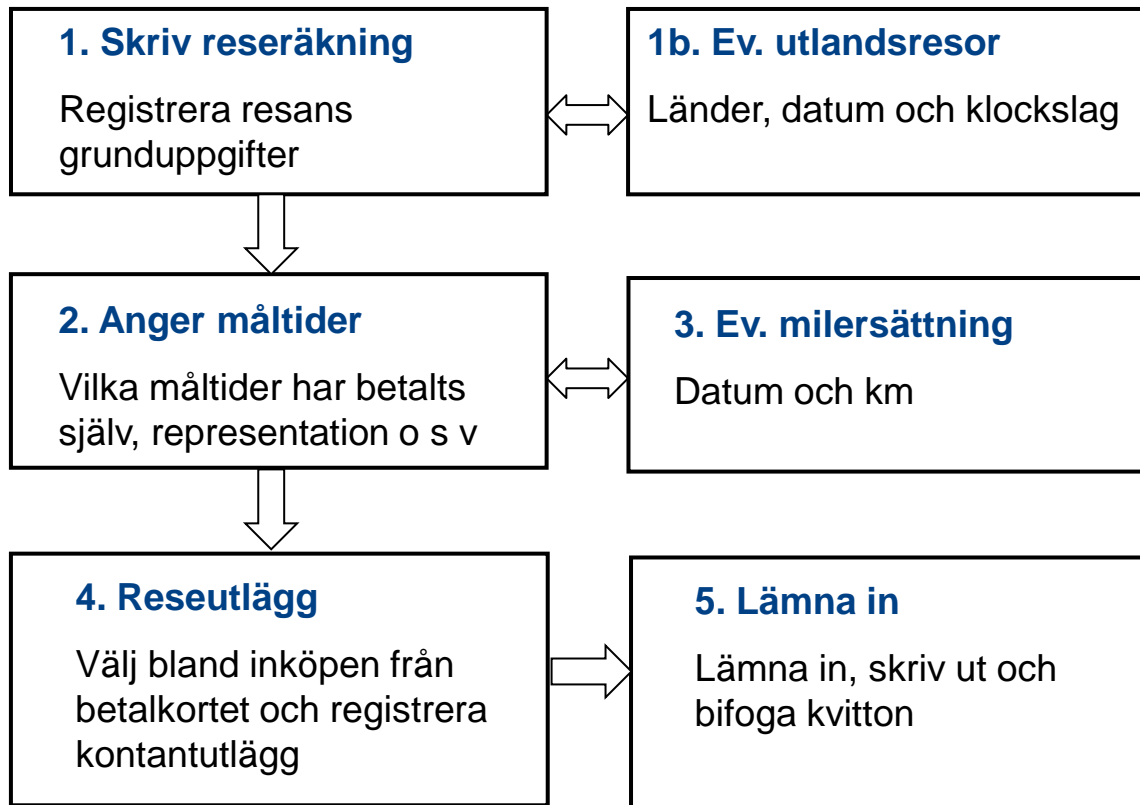 1. Skriv reseräkning
Registrera resans
grunduppgifter
1b. Ev. utlandsresor
Länder, datum och klockslag
2. Anger måltider
Vilka måltider har betalts
själv, representation o s v
3. Ev. milersättning
Datum och km
4. Reseutlägg
Välj bland inköpen från
betalkortet och registrera
kontantutlägg
5. Lämna in
Lämna in, skriv ut och
bifoga kvitton